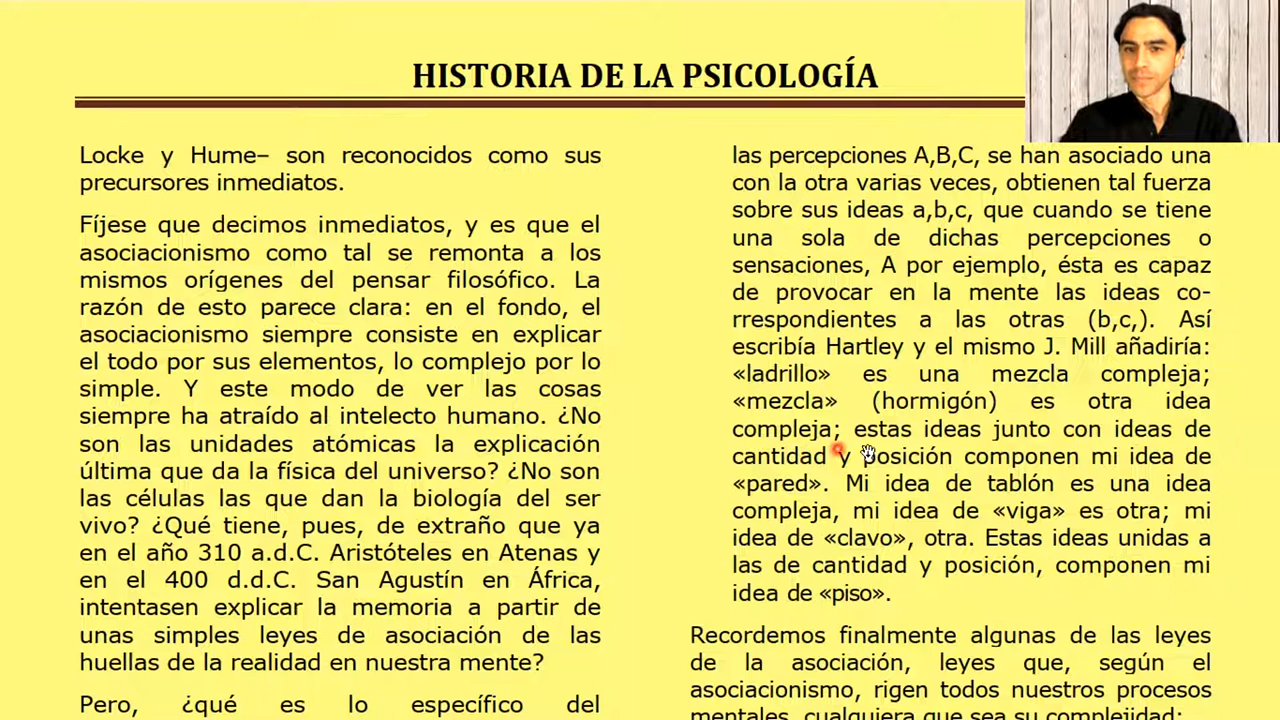 HISTORIA DE LA PSICOLOGÍA
Locke y Hume– son reconocidos como sus
precursores inmediatos.
Fíjese que decimos inmediatos, y es que el
asociacionismo como tal se remonta a los
mismos orígenes del pensar filosófico. La
razón de esto parece clara: en el fondo, el
asociacionismo siempre consiste en explicar
el todo por sus elementos, lo complejo por lo
simple. Y este modo de ver las cosas
siempre ha atraído al intelecto humano. ¿No
son las unidades atómicas la explicación
última que da la física del universo? ¿No son
las células las que dan la biología del ser
vivo? ¿Qué tiene, pues, de extraño que ya
en el año 310 a.d.C. Aristóteles en Atenas y
en el 400 d.d.C. San Agustín en África,
intentasen explicar la memoria a partir de
unas simples leyes de asociación de las
huellas de la realidad en nuestra mente?
Pero, ¿qué es lo específico del
las percepciones A,B,C, se han asociado una
con la otra varias veces, obtienen tal fuerza
sobre sus ideas a,b,c, que cuando se tiene
una sola de dichas percepciones o
sensaciones, A por ejemplo, ésta es capaz
de provocar en la mente las ideas co-
rrespondientes a las otras (b,c,). Así
escribía Hartley y el mismo J. Mill añadiría:
«ladrillo» es una mezcla compleja;
«mezcla» (hormigón) es otra idea
compleja; estas ideas junto con ideas de
cantidad y posición componen mi idea de
«pared». Mi idea de tablón es una idea
compleja, mi idea de «viga» es otra; mi
idea de «clavo», otra. Estas ideas unidas a
las de cantidad y posición, componen mi
idea de «piso».
Recordemos finalmente algunas de las leyes
de la asociación, leyes que, según el
asociacionismo, rigen todos nuestros procesos
mentales, cualquiera que sea su complejidad: